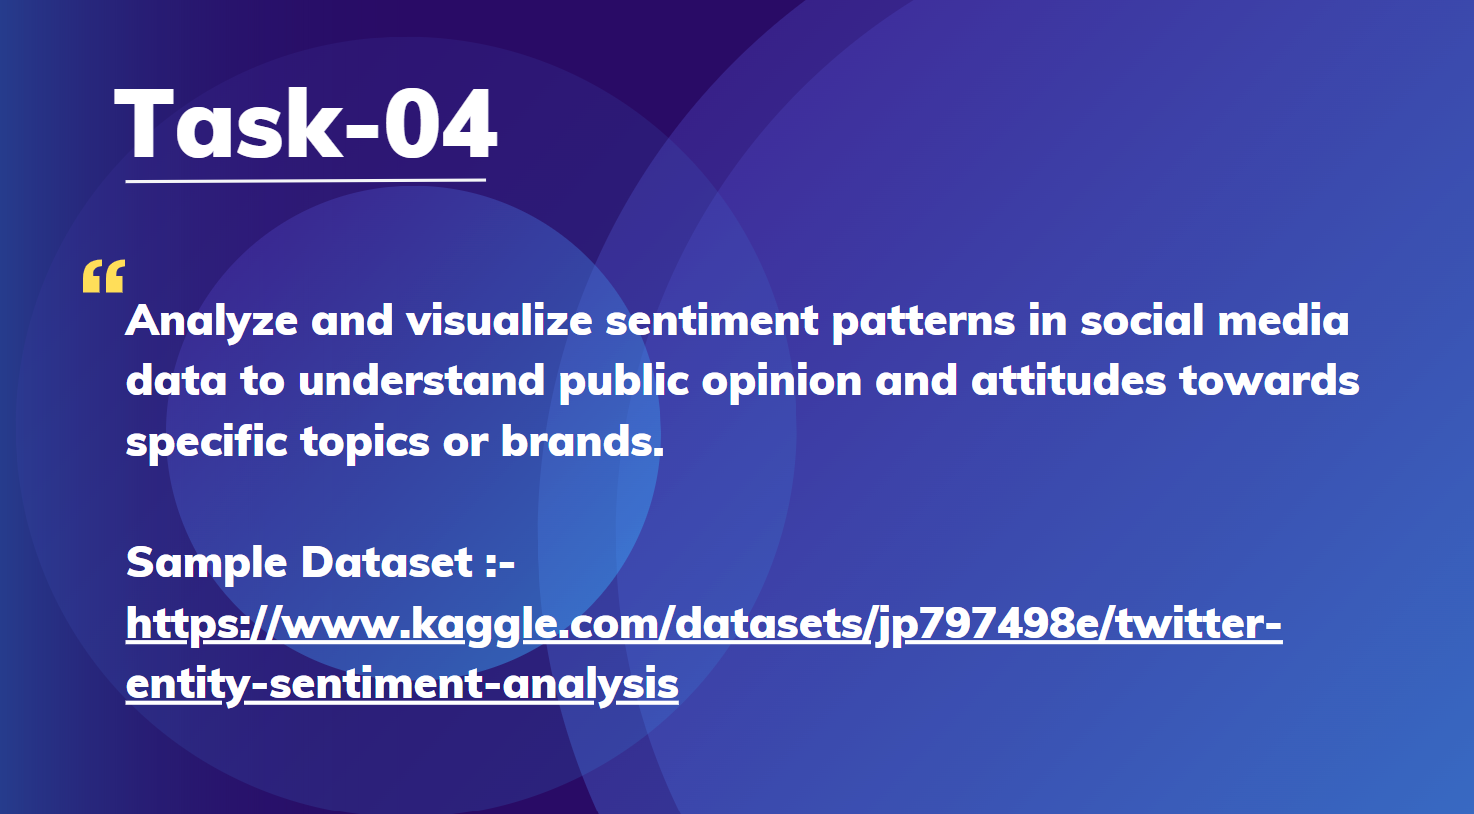 Task-04
“
Analyze and visualize sentiment patterns in social media
data to understand public opinion and attitudes towards
specific topics or brands.
Sample Dataset :-
https://www.kaggle.com/datasets/jp797498e/twitter-
entity-sentiment-analysis